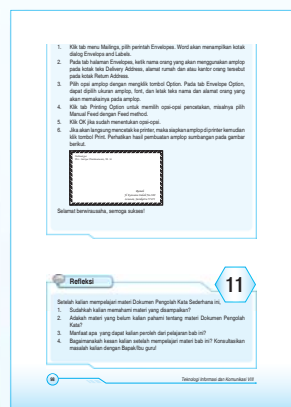 1. Klik tab menu Mailings, pilih perintah Envelopes. Word akan menampilkan kotak
dialog Envelops and Labels.
2. Pada tab halaman Envelopes, ketik nama orang yang akan menggunakan amplop
pada kotak teks Delivery Address, alamat rumah dan atau kantor orang tersebut
pada kotak Return Address.
3. Pilih opsi amplop dengan mengklik tombol Option. Pada tab Envelope Option,
dapat dipilih ukuran amplop, font, dan letak teks nama dan alamat orang yang
akan memakainya pada amplop.
4. Klik tab Printing Option untuk memilih opsi-opsi pencetakan, misalnya pilih
Manual Feed dengan Feed method.
5. Klik OK jika sudah menentukan opsi-opsi.
6. Jika akan langsung mencetak ke printer, maka siapkan amplop di printer kemudian
klik tombol Print. Perhatikan hasil pembuatan amplop sumbangan pada gambar
berikut.
Selamat berwirausaha, semoga sukses!
Refleksi
11
Setelah kalian mempelajari materi Dokumen Pengolah Kata Sederhana ini,
1. Sudahkah kalian memahami materi yang disampaikan?
2. Adakah materi yang belum kalian pahami tentang materi Dokumen Pengolah
Kata?
3. Manfaat apa yang dapat kalian peroleh dari pelajaran bab ini?
4. Bagaimanakah kesan kalian setelah mempelajari materi bab ini? Konsultasikan
masalah kalian dengan Bapak/Ibu guru!
Teknologi Informasi dan Komunikasi VIII